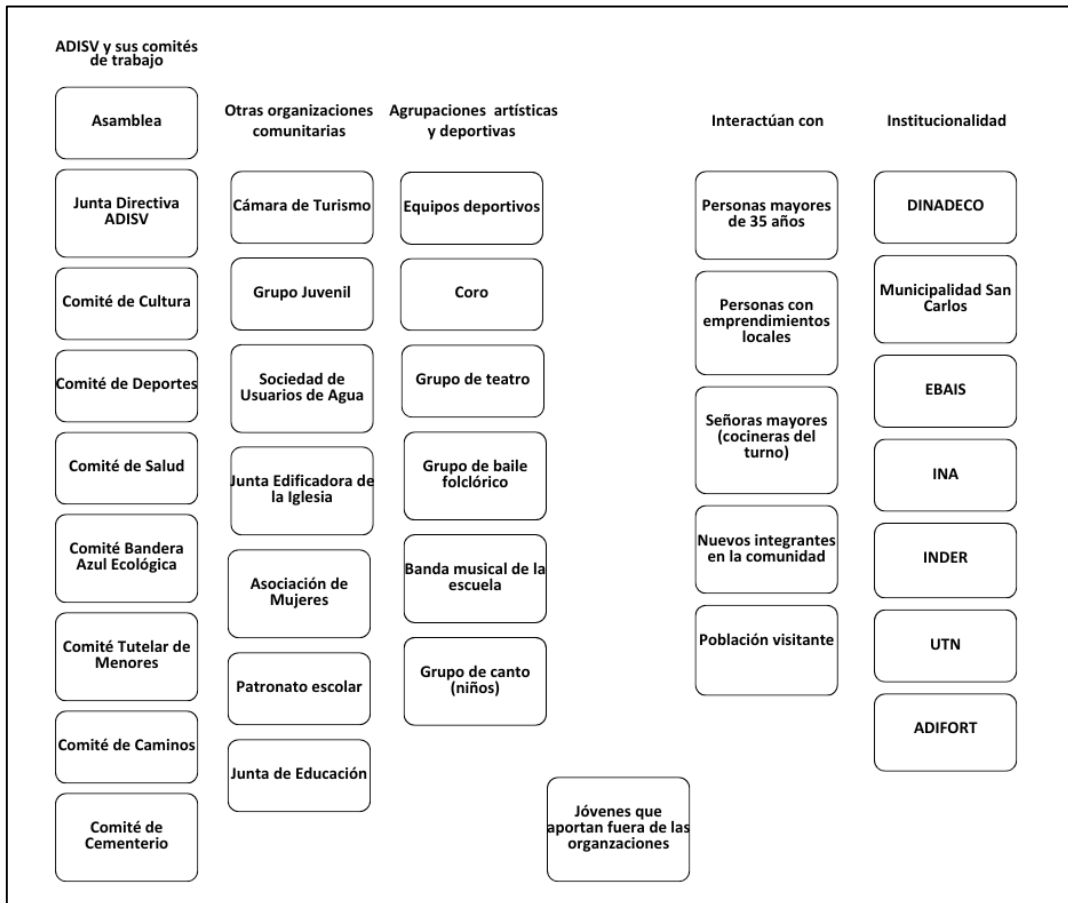 ADISV y sus comités
de trabajo
Asamblea
Junta Directiva
ADISV
Comité de Cultura
Comité de Deportes
Comité de Salud
Comité Bandera
Azul Ecológica
Comité Tutelar de
Menores
Comité de Caminos
Comité de
Cementerio
Otras organizaciones
comunitarias
Cámara de Turismo
Grupo Juvenil
Sociedad de
Usuarios de Agua
Junta Edificadora de
la Iglesia
Asociación de
Mujeres
Patronato escolar
Junta de Educación
Agrupaciones artísticas
y deportivas
Equipos deportivos
Coro
Grupo de teatro
Grupo de baile
folclórico
Banda musical de la
escuela
Grupo de canto
(niños)
Jóvenes que
aportan fuera de las
organzaciones
Interactúan con
Personas mayores
de 35 años
Personas con
emprendimientos
locales
Señoras mayores
(cocineras del
turno)
Nuevos integrantes
en la comunidad
Población visitante
Institucionalidad
DINADECO
Municipalidad San
Carlos
EBAIS
INA
INDER
UTN
ADIFORT